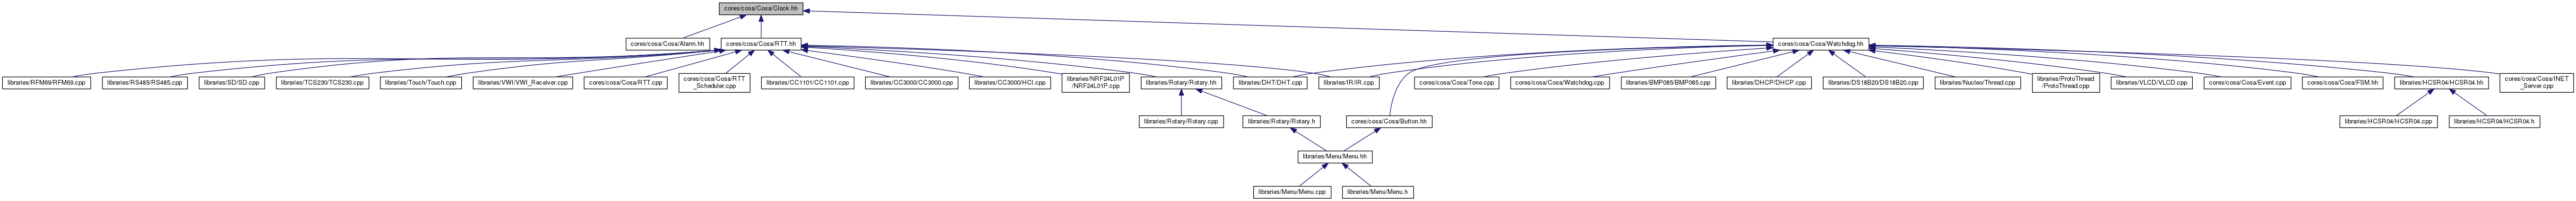 cores/cosa/Cosa/Clock.hh
cores/cosa/Cosa/Alarm.hh
cores/cosa/Cosa/RTT.hh
cores/cosa/Cosa/Watchdog.hh
libraries/RFM69/RFM69.cpp
libraries/RS485/RS485.cpp
libraries/SD/SD.cpp
libraries/TCS230/TCS230.cpp
libraries/Touch/Touch.cpp
libraries/VWI/VWI_Receiver.cpp
cores/cosa/Cosa/RTT.cpp
cores/cosa/Cosa/RTT
_Scheduler.cpp
libraries/CC1101/CC1101.cpp
libraries/CC3000/CC3000.cpp
libraries/CC3000/HCI.cpp
libraries/NRF24L01P
/NRF24L01P.cpp
libraries/Rotary/Rotary.hh
libraries/DHT/DHT.cpp
libraries/IR/IR.cpp
cores/cosa/Cosa/Tone.cpp
cores/cosa/Cosa/Watchdog.cpp
libraries/BMP085/BMP085.cpp
libraries/DHCP/DHCP.cpp
libraries/DS18B20/DS18B20.cpp
libraries/Nucleo/Thread.cpp
libraries/ProtoThread
/ProtoThread.cpp
libraries/VLCD/VLCD.cpp
cores/cosa/Cosa/Event.cpp
cores/cosa/Cosa/FSM.hh
libraries/HCSR04/HCSR04.hh
cores/cosa/Cosa/INET
_Server.cpp
libraries/Rotary/Rotary.cpp
libraries/Rotary/Rotary.h
cores/cosa/Cosa/Button.hh
libraries/HCSR04/HCSR04.cpp
libraries/HCSR04/HCSR04.h
libraries/Menu/Menu.hh
libraries/Menu/Menu.cpp
libraries/Menu/Menu.h